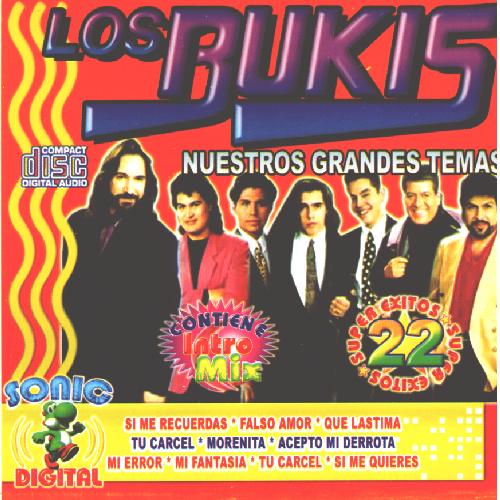 LOS BUKIS
COMPACT
disc
DIGITAL AUDIO
NUESTROS GRANDES TEMAS
CONTIENE
Intro
Mix
SUPER EXITOS SUPER EXITOS
22
SONIC
DIGITAL
SI ME RECUERDAS * FALSO AMOR * QUE LASTIMA
TU CARCEL * MORENITA * ACEPTO MI DERROTA
MI ERROR * MI FANTASIA * TU CARCEL * SI ME QUIERES